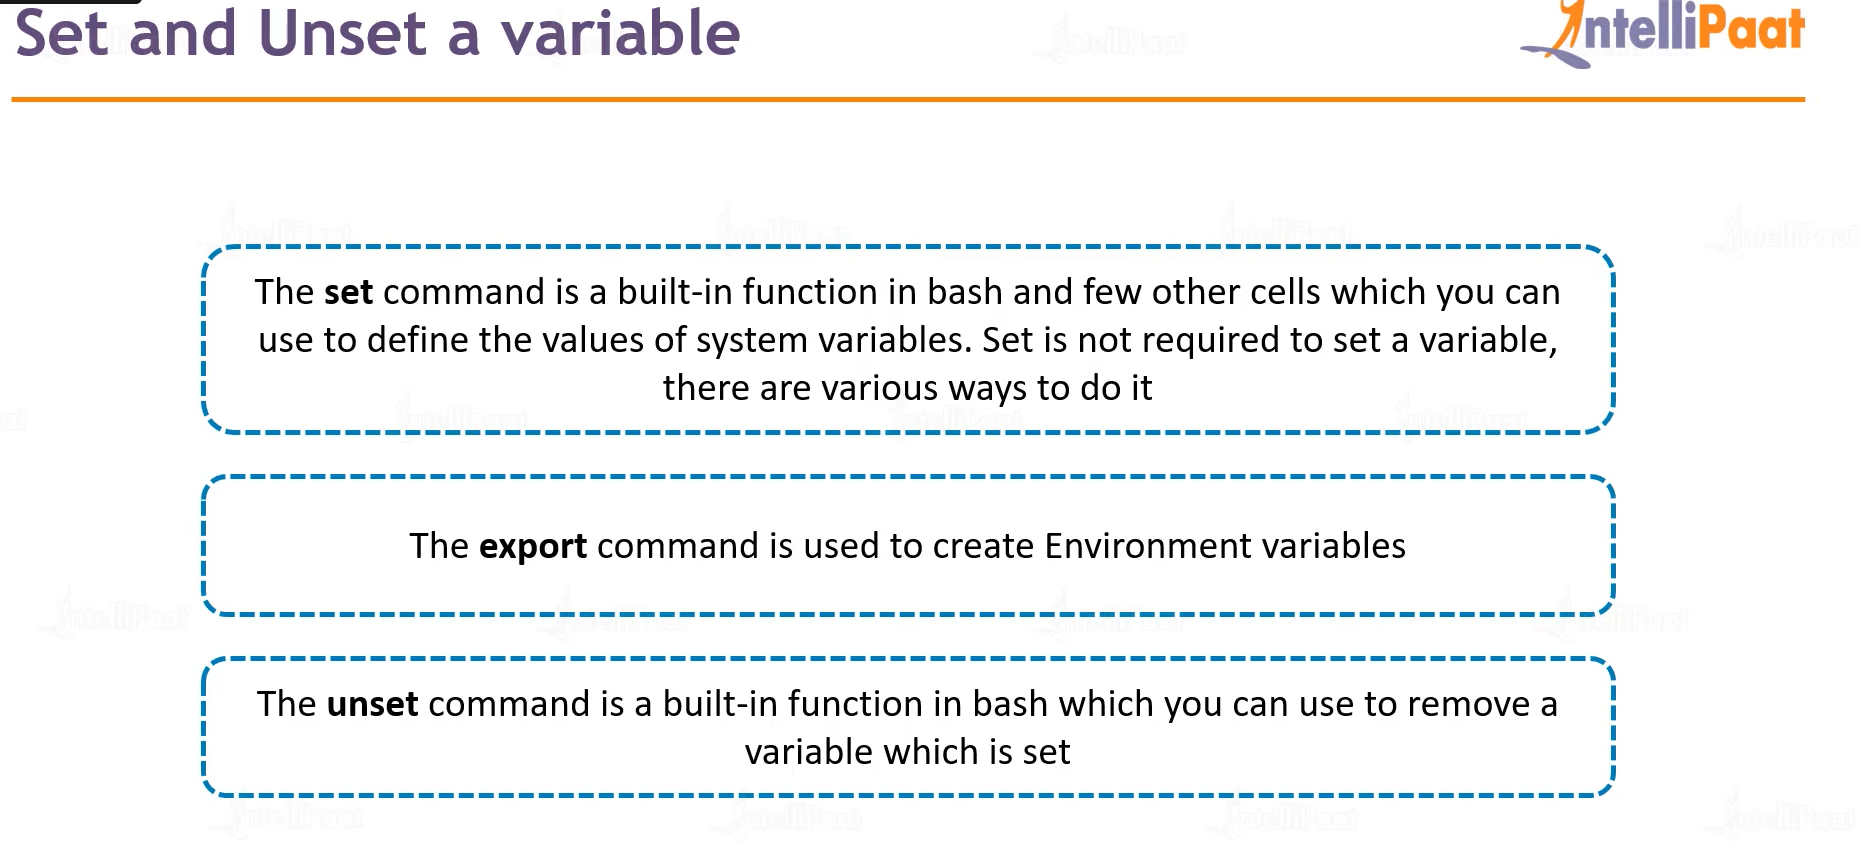 Set and Unset a variable
IntelliPaat
The set command is a built-in function in bash and few other cells which you can
use to define the values of system variables. Set is not required to set a variable,
there are various ways to do it
The export command is used to create Environment variables
The unset command is a built-in function in bash which you can use to remove a
variable which is set